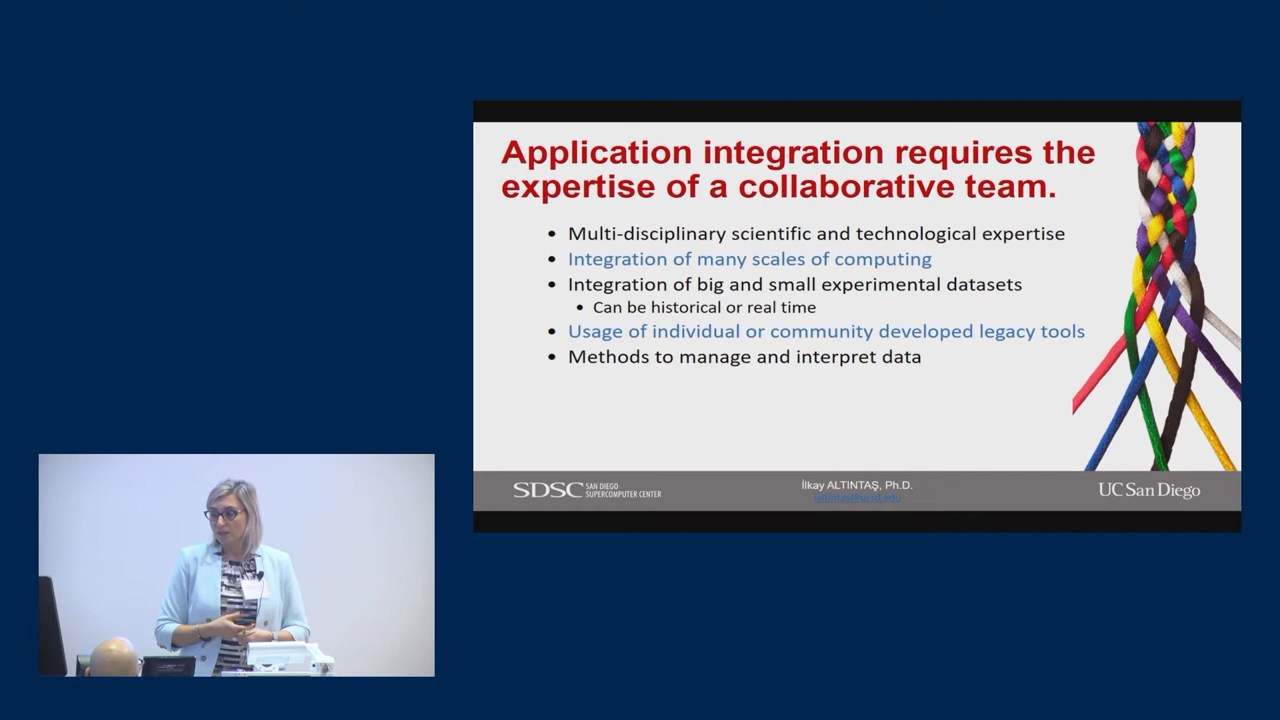 Application integration requires the
expertise of a collaborative team.
• Multi-disciplinary scientific and technological expertise
• Integration of many scales of computing
• Integration of big and small experimental datasets
• Can be historical or real time
• Usage of individual or community developed legacy tools
• Methods to manage and interpret data
SDSC SAN DIEGO
SUPERCOMPUTER CENTER
İlkay ALTINTAŞ, Ph.D.
UC San Diego